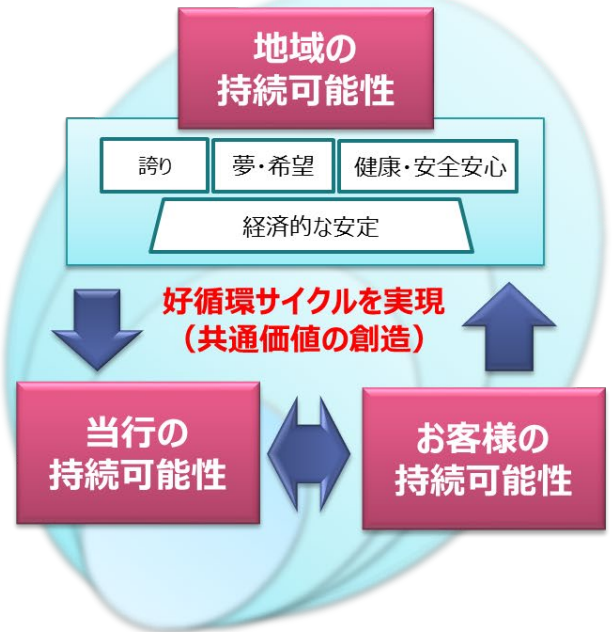 地域の
持続可能性
誇り
夢・希望
健康・安全安心
経済的な安定
好循環サイクルを実現
（共通価値の創造）
当行の
持続可能性
お客様の
持続可能性